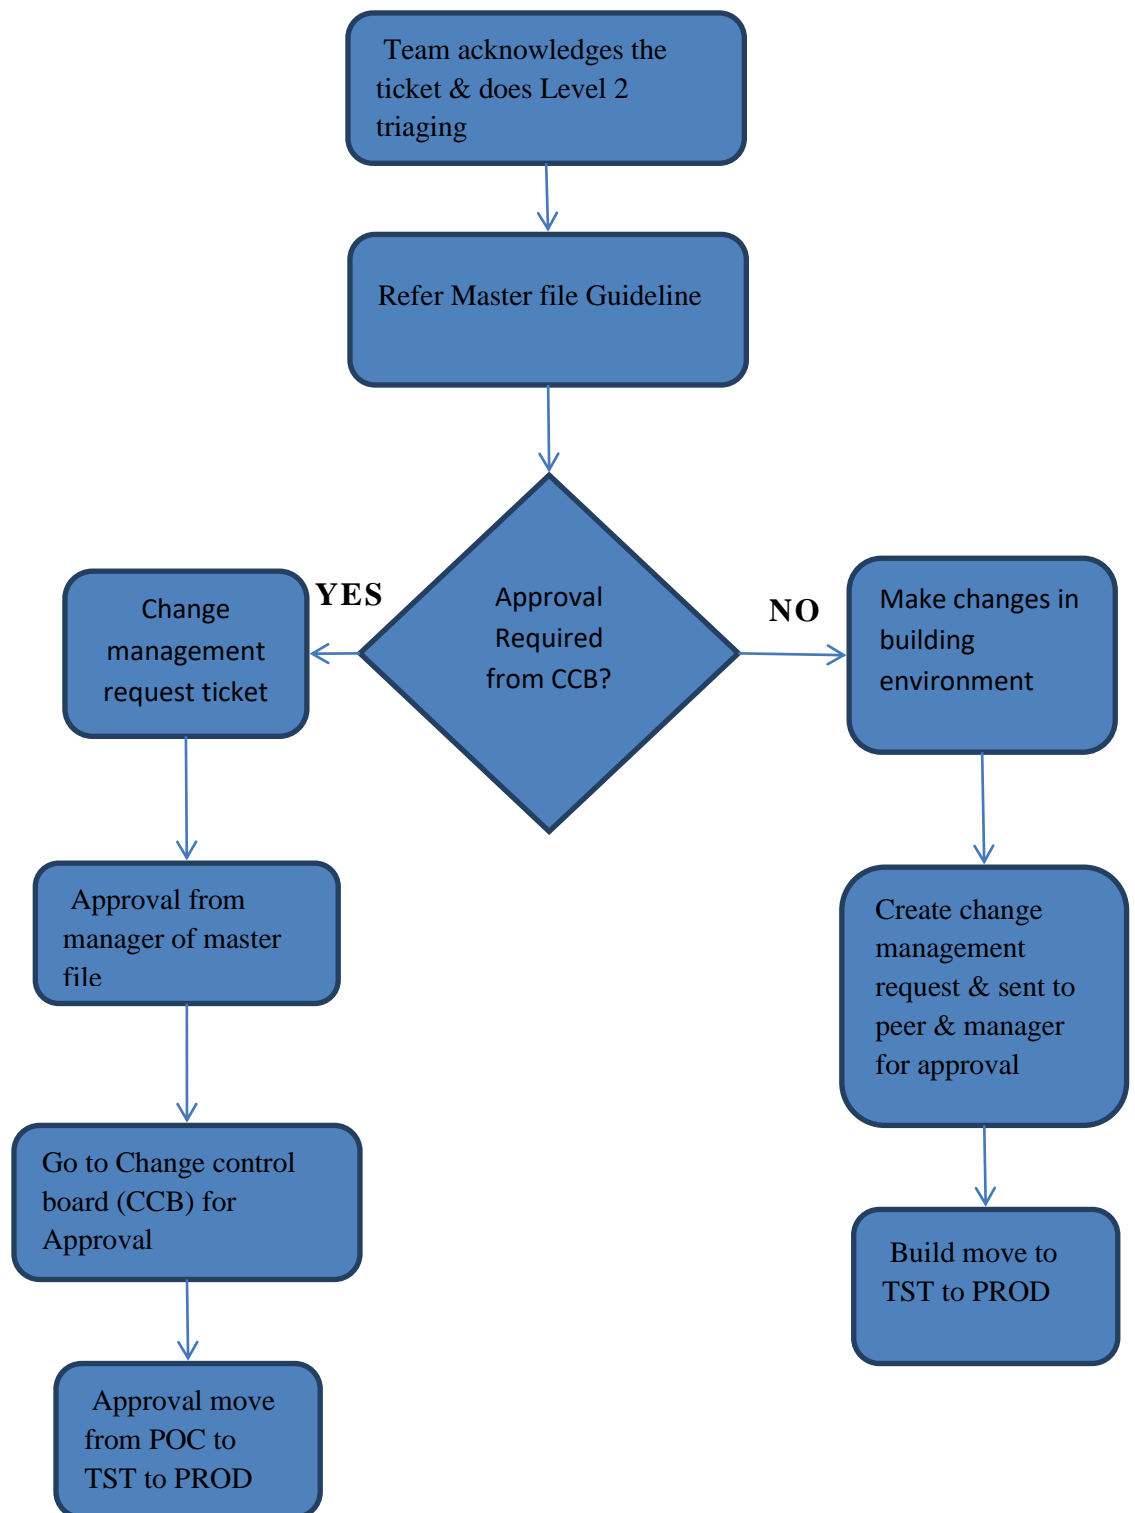 Team acknowledges the
ticket & does Level 2
triaging
Refer Master file Guideline
Approval
Required
from CCB?
YES
NO
Change
management
request ticket
Make changes in
building
environment
Approval from
manager of master
file
Create change
management
request & sent to
peer & manager
for approval
Go to Change control
board (CCB) for
Approval
Build move to
TST to PROD
Approval move
from POC to
TST to PROD